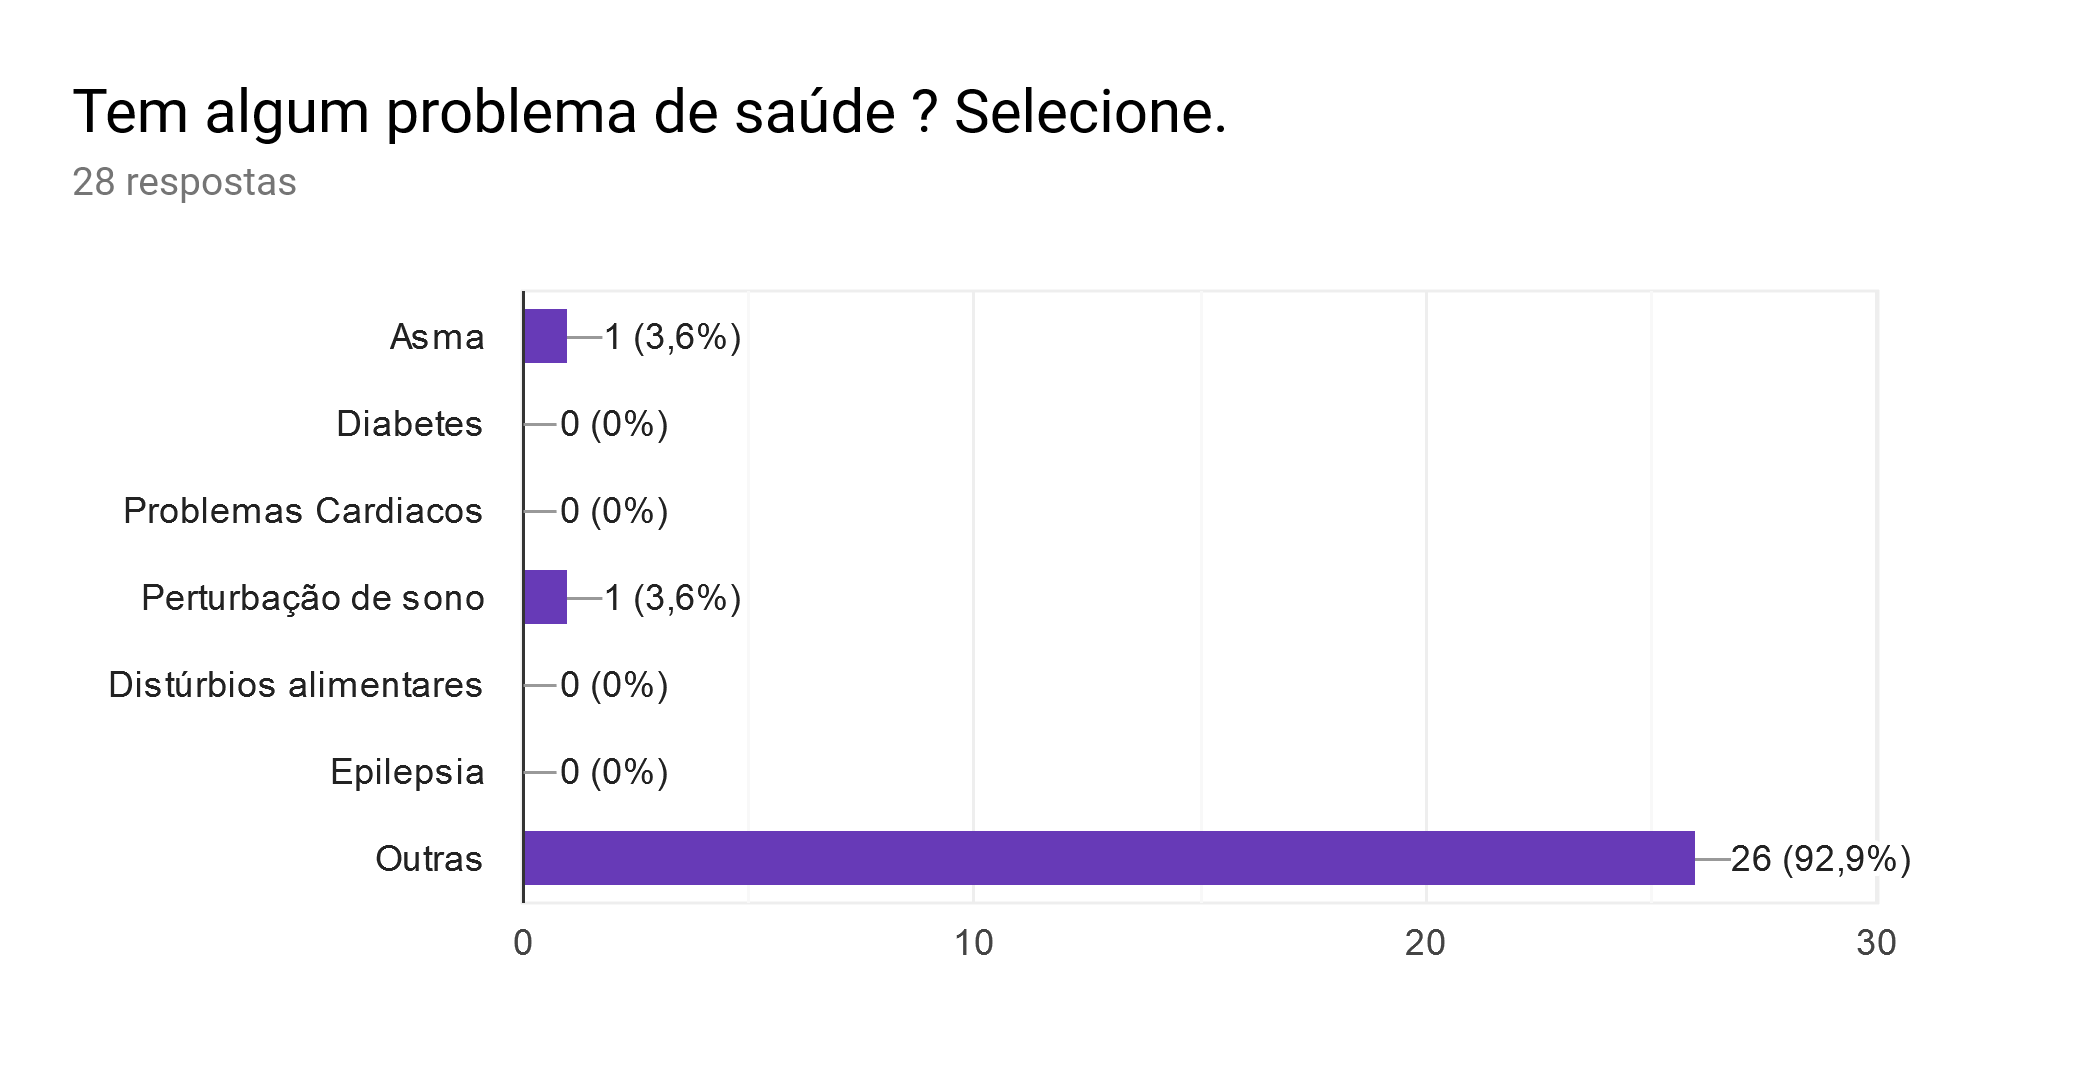 Tem algum problema de saúde ? Selecione.
28 respostas
Asma 1 (3,6%)
Diabetes 0 (0%)
Problemas Cardiacos 0 (0%)
Perturbação de sono 1 (3,6%)
Distúrbios alimentares 0 (0%)
Epilepsia 0 (0%)
Outras 26 (92,9%)
0 10 20 30